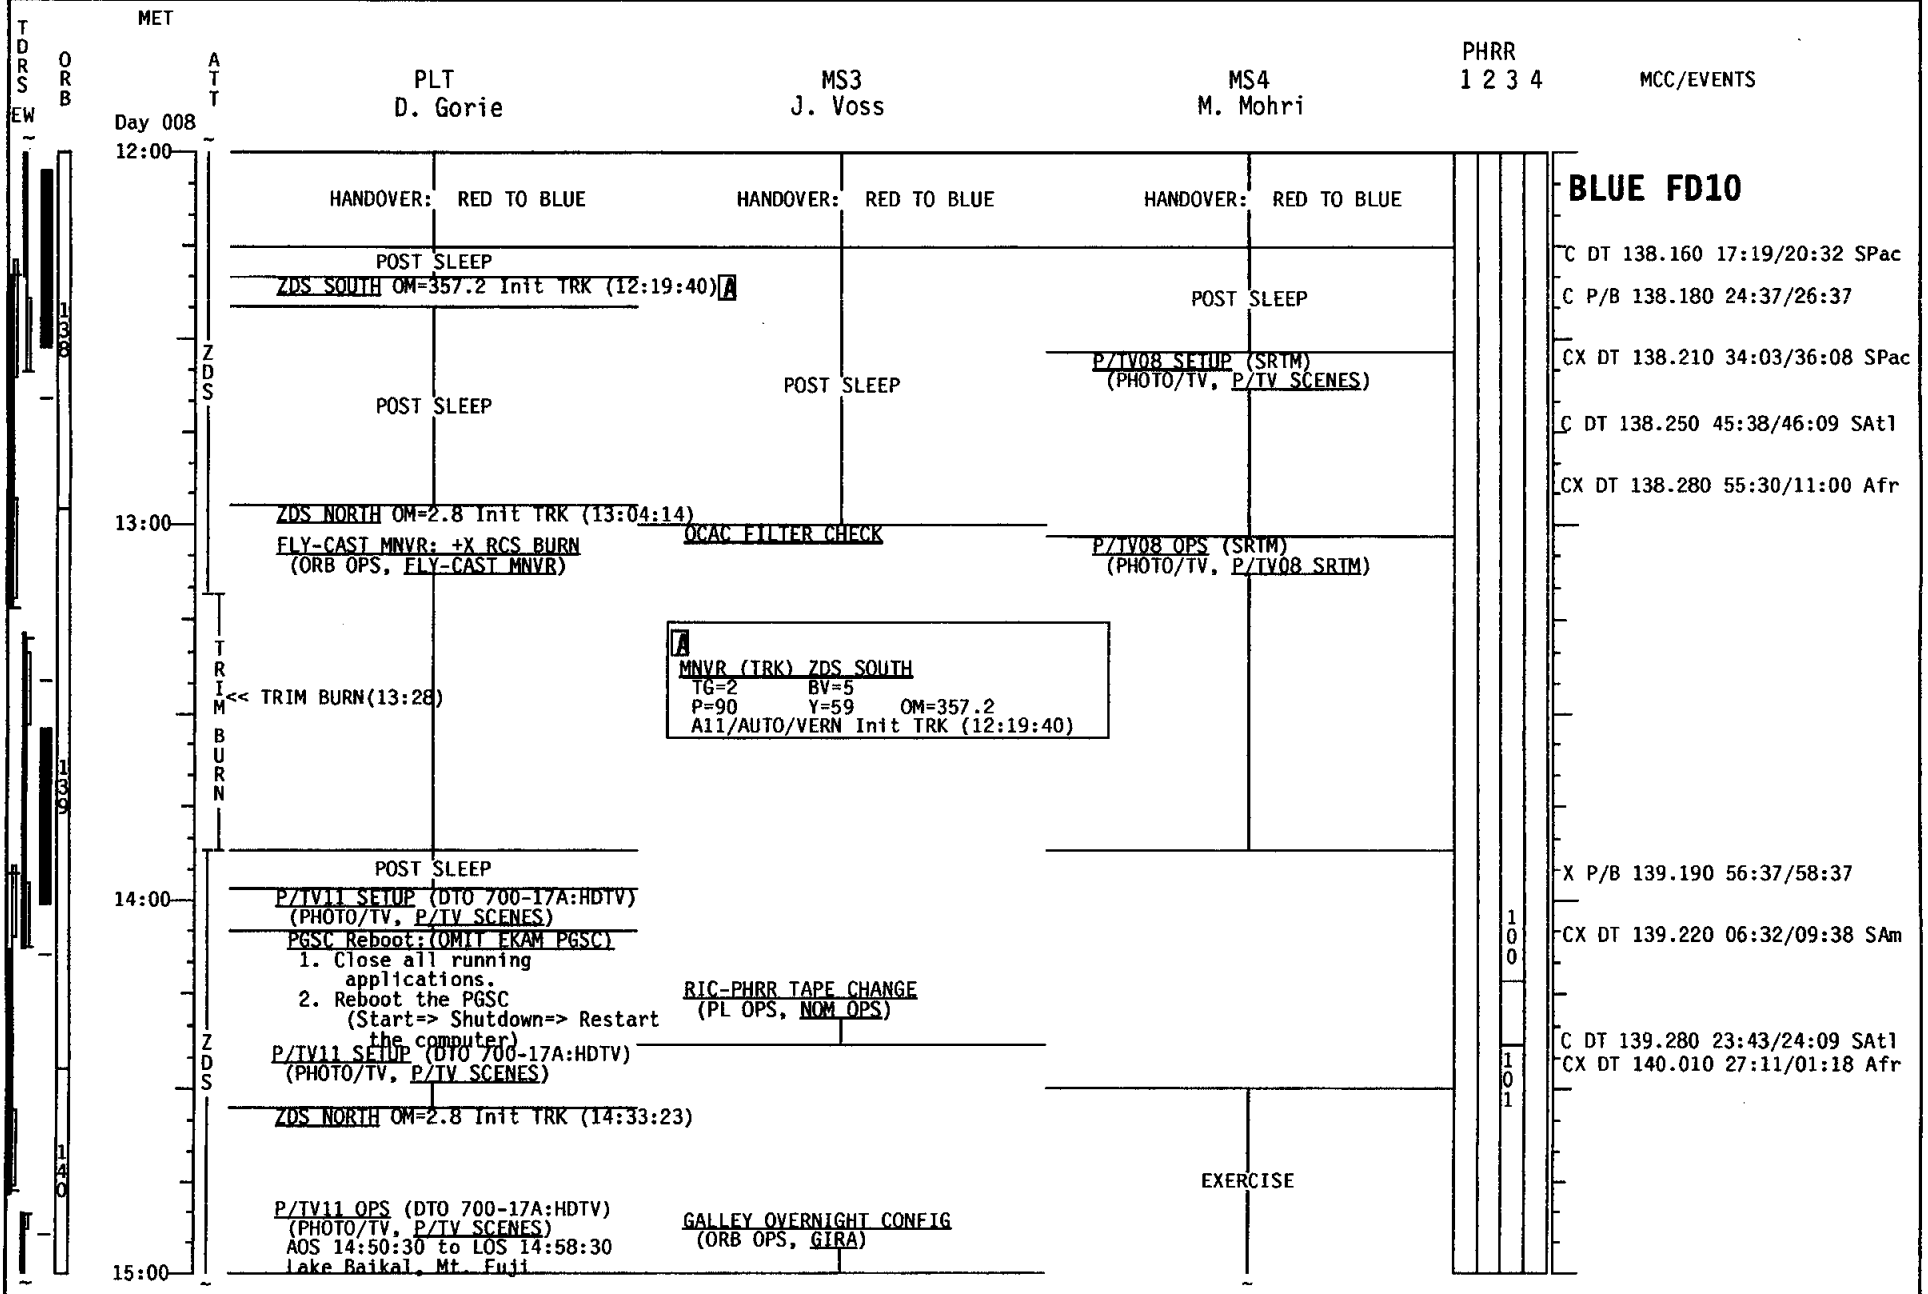 MET
TDRS
ORB
ATT
EW
PLT
D. Gorie
MS3
J. Voss
MS4
M. Mohri
PHRR
1 2 3 4
MCC/EVENTS
Day 008
12:00
HANDOVER: RED TO BLUE
HANDOVER: RED TO BLUE
HANDOVER: RED TO BLUE
BLUE FD10
POST SLEEP
C DT 138.160 17:19/20:32 SPac
ZDS SOUTH OM=357.2 Init TRK (12:19:40) A
POST SLEEP
C P/B 138.180 24:37/26:37
138
ZDS
P/TV08 SETUP (SRTM)
(PHOTO/TV, P/TV SCENES)
CX DT 138.210 34:03/36:08 SPac
POST SLEEP
POST SLEEP
C DT 138.250 45:38/46:09 SAtl
CX DT 138.280 55:30/11:00 Afr
13:00
ZDS NORTH OM=2.8 Init TRK (13:04:14)
OCAC FILTER CHECK
FLY-CAST MNVR: +X RCS BURN
(ORB OPS, FLY-CAST MNVR)
P/TV08 OPS (SRTM)
(PHOTO/TV, P/TV08 SRTM)
A
MNVR (TRK) ZDS SOUTH
TG=2 BV=5
P=90 Y=59 OM=357.2
A11/AUTO/VERN Init TRK (12:19:40)
TRIM BURN
<< TRIM BURN(13:28)
139
POST SLEEP
X P/B 139.190 56:37/58:37
14:00
P/TV11 SETUP (DTO 700-17A:HDTV)
(PHOTO/TV, P/TV SCENES)
100
CX DT 139.220 06:32/09:38 SAm
PGSC Reboot:(OMIT EKAM PGSC)
1. Close all running
applications.
2. Reboot the PGSC
(Start=> Shutdown=> Restart
the computer)
RIC-PHRR TAPE CHANGE
(PL OPS, NOM OPS)
ZDS
P/TV11 SETUP (DTO 700-17A:HDTV)
(PHOTO/TV, P/TV SCENES)
C DT 139.280 23:43/24:09 SAtl
CX DT 140.010 27:11/01:18 Afr
101
ZDS NORTH OM=2.8 Init TRK (14:33:23)
140
EXERCISE
P/TV11 OPS (DTO 700-17A:HDTV)
(PHOTO/TV, P/TV SCENES)
AOS 14:50:30 to LOS 14:58:30
Lake Baikal, Mt. Fuji
GALLEY OVERNIGHT CONFIG
(ORB OPS, GIRA)
15:00